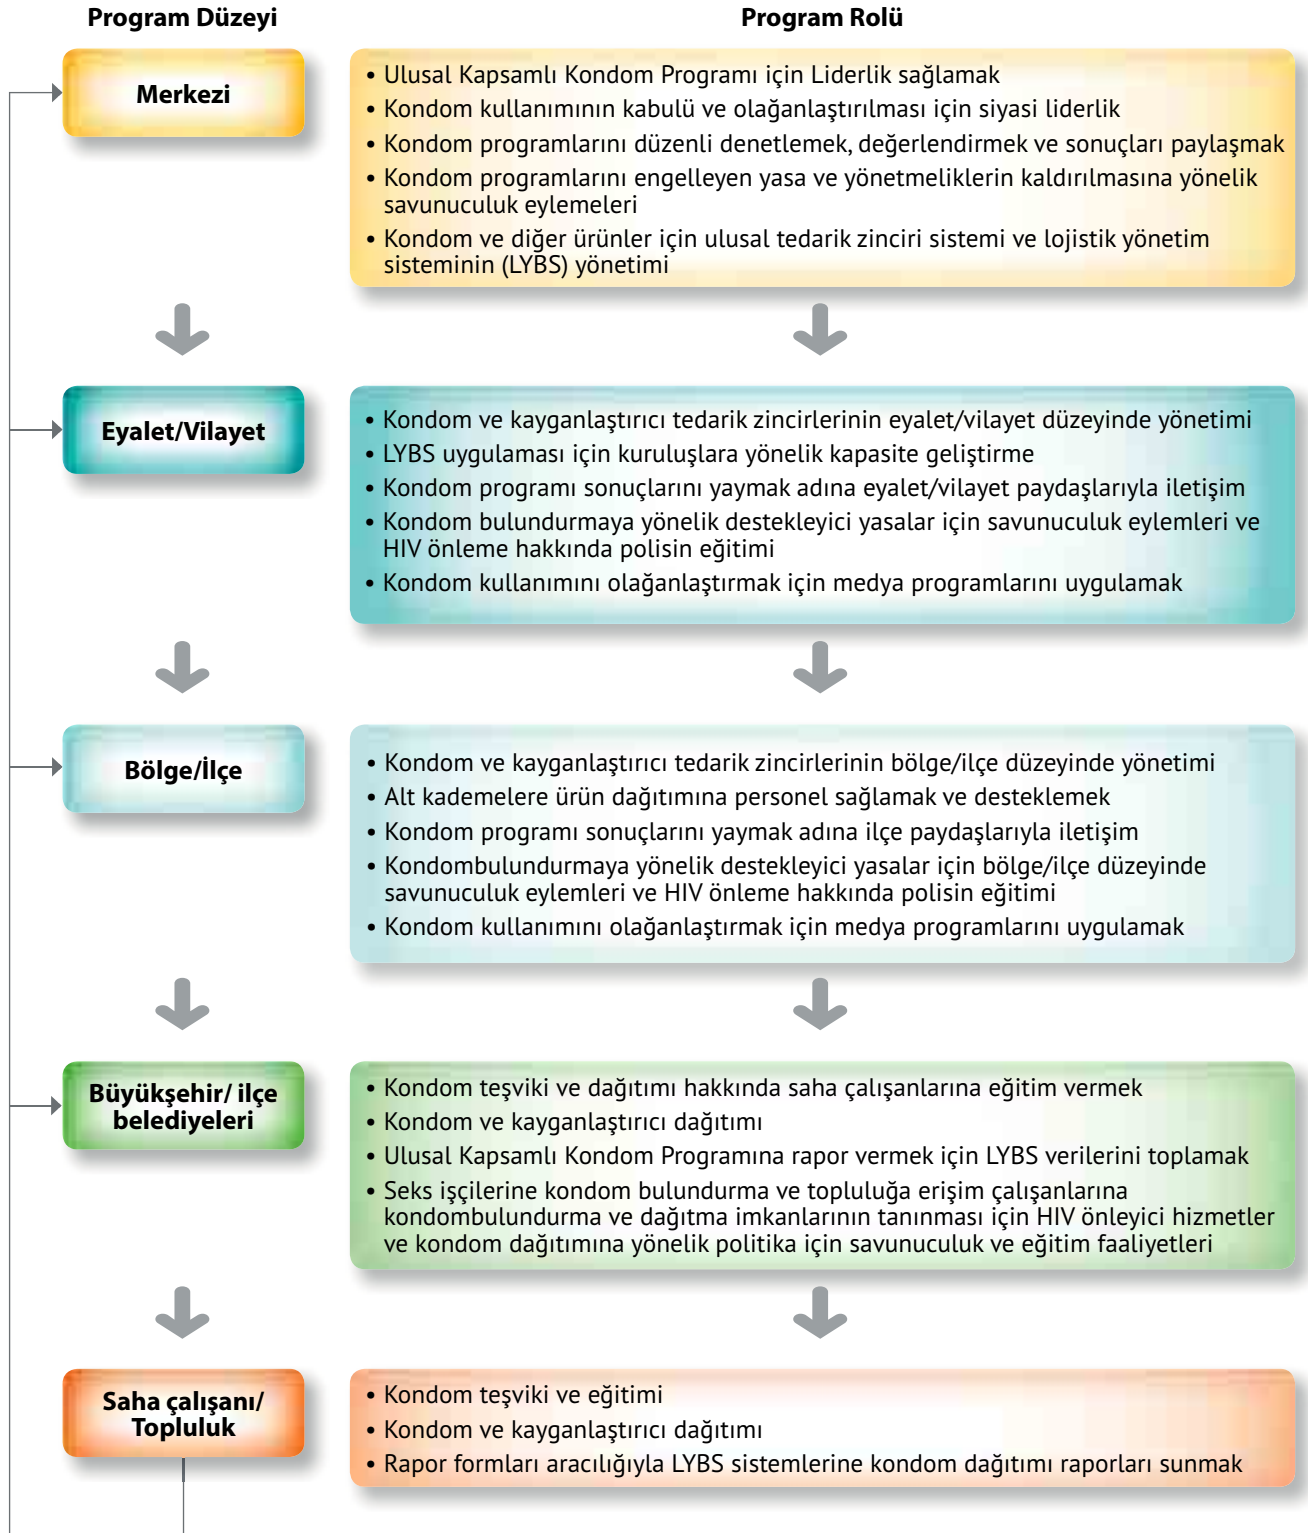 Program Düzeyi
Program Rolü
Merkezi
• Ulusal Kapsamlı Kondom Programı için Liderlik sağlamak
• Kondom kullanımının kabulü ve olağanlaştırılması için siyasi liderlik
• Kondom programlarını düzenli denetlemek, değerlendirmek ve sonuçları paylaşmak
• Kondom programlarını engelleyen yasa ve yönetmeliklerin kaldırılmasına yönelik
savunuculuk eylemeleri
• Kondom ve diğer ürünler için ulusal tedarik zinciri sistemi ve lojistik yönetim
sisteminin (LYBS) yönetimi
Eyalet/Vilayet
• Kondom ve kayganlaştırıcı tedarik zincirlerinin eyalet/vilayet düzeyinde yönetimi
• LYBS uygulaması için kuruluşlara yönelik kapasite geliştirme
• Kondom programı sonuçlarını yaymak adına eyalet/vilayet paydaşlarıyla iletişim
• Kondom bulundurmaya yönelik destekleyici yasalar için savunuculuk eylemleri ve
HIV önleme hakkında polisin eğitimi
• Kondom kullanımını olağanlaştırmak için medya programlarını uygulamak
Bölge/İlçe
• Kondom ve kayganlaştırıcı tedarik zincirlerinin bölge/ilçe düzeyinde yönetimi
• Alt kademelere ürün dağıtımına personel sağlamak ve desteklemek
• Kondom programı sonuçlarını yaymak adına ilçe paydaşlarıyla iletişim
• Kondombulundurmaya yönelik destekleyici yasalar için bölge/ilçe düzeyinde
savunuculuk eylemleri ve HIV önleme hakkında polisin eğitimi
• Kondom kullanımını olağanlaştırmak için medya programlarını uygulamak
Büyükşehir/ ilçe
belediyeleri
• Kondom teşviki ve dağıtımı hakkında saha çalışanlarına eğitim vermek
• Kondom ve kayganlaştırıcı dağıtımı
• Ulusal Kapsamlı Kondom Programına rapor vermek için LYBS verilerini toplamak
• Seks işçilerine kondom bulundurma ve topluluğa erişim çalışanlarına
kondombulundurma ve dağıtma imkanlarının tanınması için HIV önleyici hizmetler
ve kondom dağıtımına yönelik politika için savunuculuk ve eğitim faaliyetleri
Saha çalışanı/
Topluluk
• Kondom teşviki ve eğitimi
• Kondom ve kayganlaştırıcı dağıtımı
• Rapor formları aracılığıyla LYBS sistemlerine kondom dağıtımı raporları sunmak